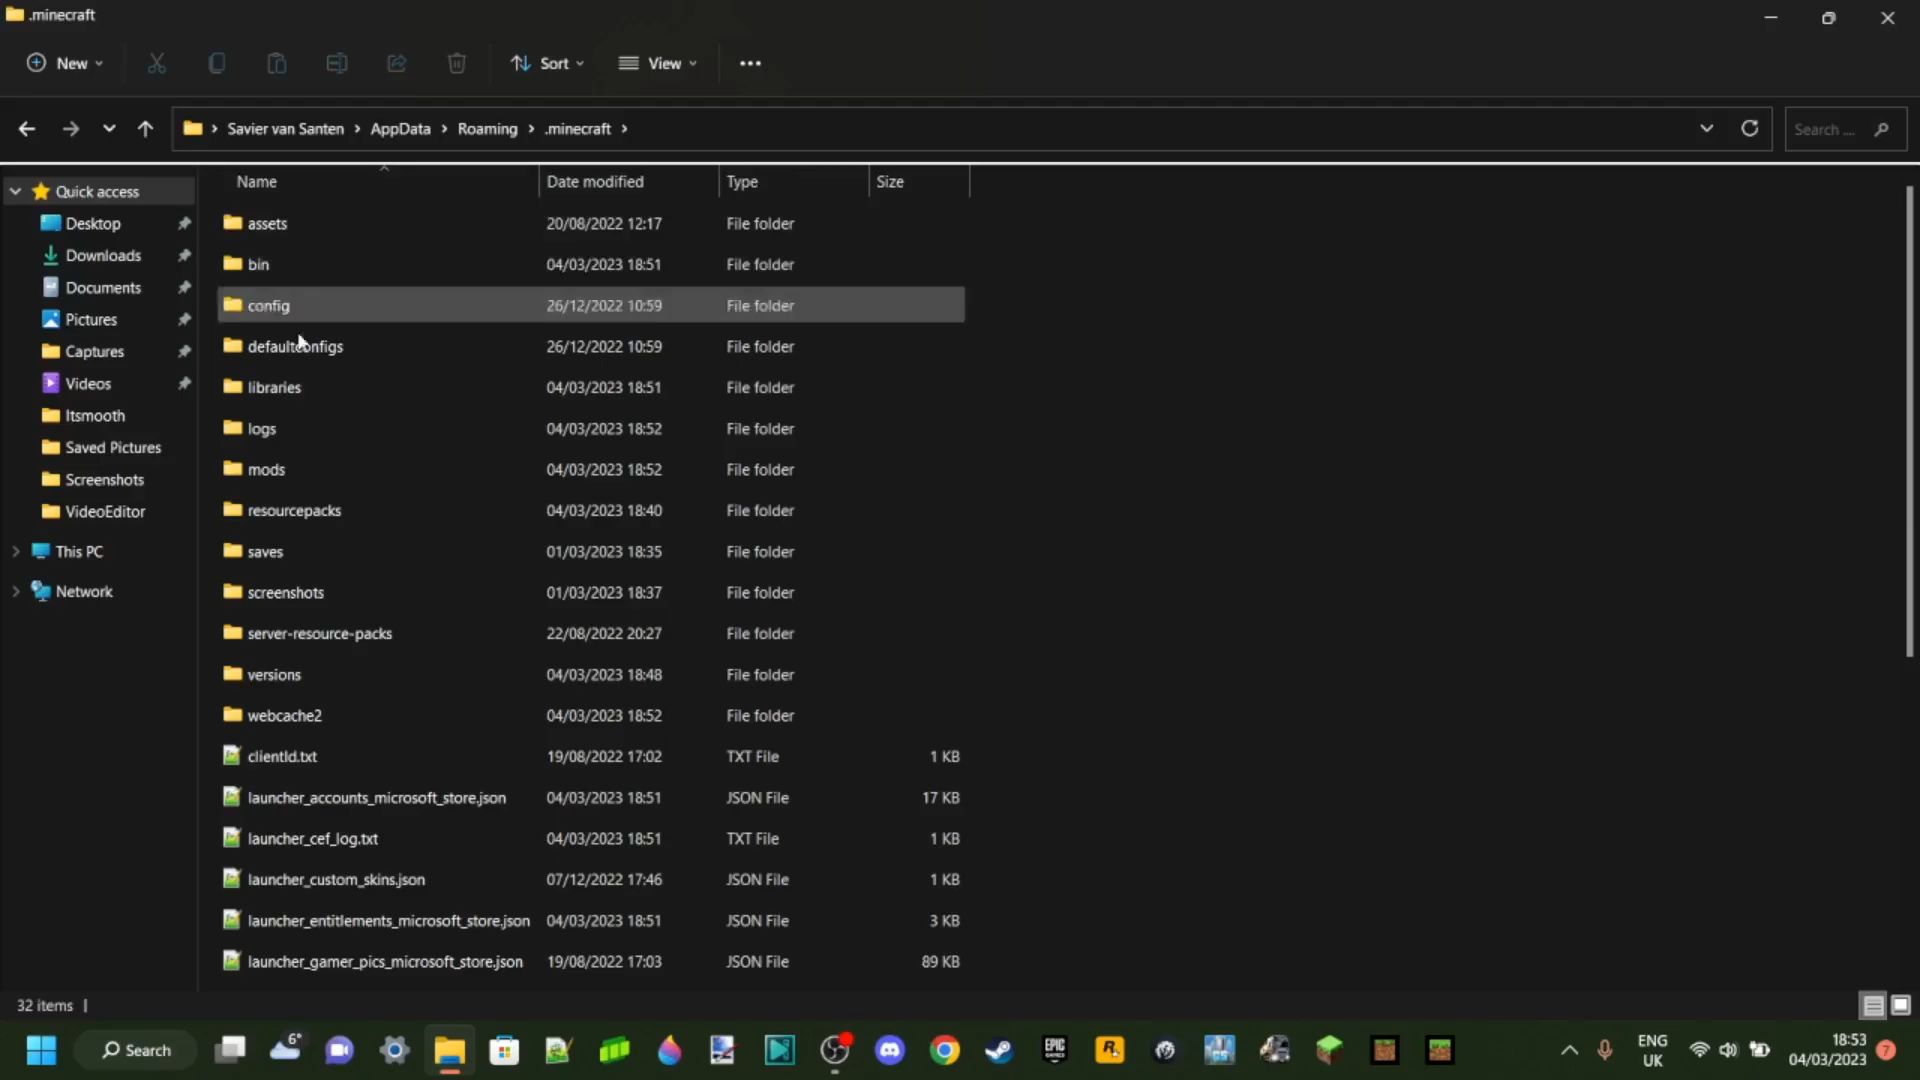 .minecraft
New
Sort
View
Savier van Santen > AppData > Roaming > .minecraft >
Search ...
Name Date modified Type Size
Quick access
Desktop
Downloads
Documents
Pictures
Captures
Videos
Itsmooth
Saved Pictures
Screenshots
VideoEditor
This PC
Network
assets 20/08/2022 12:17 File folder
bin 04/03/2023 18:51 File folder
config 26/12/2022 10:59 File folder
defaultconfigs 26/12/2022 10:59 File folder
libraries 04/03/2023 18:51 File folder
logs 04/03/2023 18:52 File folder
mods 04/03/2023 18:52 File folder
resourcepacks 04/03/2023 18:40 File folder
saves 01/03/2023 18:35 File folder
screenshots 01/03/2023 18:37 File folder
server-resource-packs 22/08/2022 20:27 File folder
versions 04/03/2023 18:48 File folder
webcache2 04/03/2023 18:52 File folder
clientId.txt 19/08/2022 17:02 TXT File 1 KB
launcher_accounts_microsoft_store.json 04/03/2023 18:51 JSON File 17 KB
launcher_cef_log.txt 04/03/2023 18:51 TXT File 1 KB
launcher_custom_skins.json 07/12/2022 17:46 JSON File 1 KB
launcher_entitlements_microsoft_store.json 04/03/2023 18:51 JSON File 3 KB
launcher_gamer_pics_microsoft_store.json 19/08/2022 17:03 JSON File 89 KB
32 items
Search
6°
EPIC GAMES
ENG
UK
18:53
04/03/2023
7